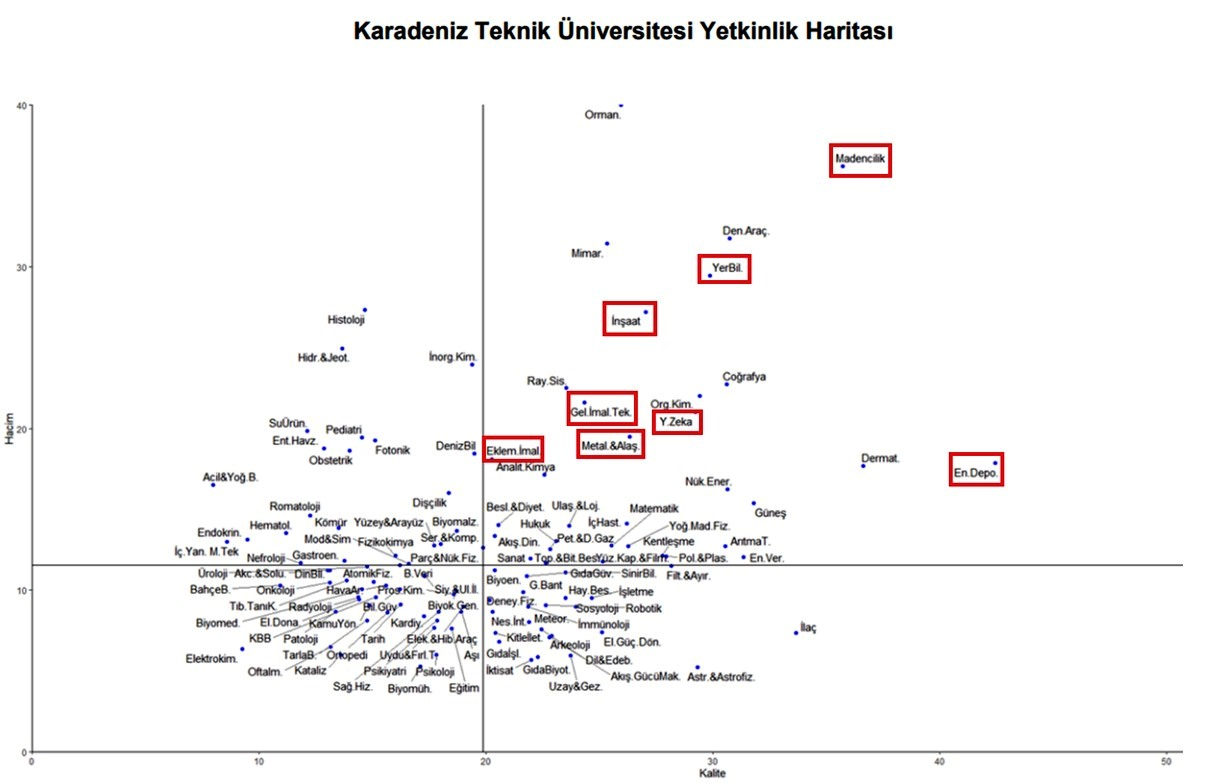 Karadeniz Teknik Üniversitesi Yetkinlik Haritası
40
Orman.
Madencilik
Den.Araç.
Mimar.
30
YerBil.
Histoloji
İnşaat
Hidr.&Jeot.
İnorg.Kim.
Ray.Sis.
Coğrafya
Gel.İmal.Tek.
Org.Kim.
Hacim
20
SuÜrün.
Pediatri
Y.Zeka
Ent.Havz.
Fotonik
DenizBil
Eklem.İmal
Metal.&Alaş.
Obstetrik
Analit.Kimya
Dermat.
En.Depo.
Acil&Yoğ.B.
Nük.Ener.
Dişçilik
Romatoloji
Besl.&Diyet.
Ulaş.&Loj.
Matematik
Güneş
Hematol.
Kömür
Yüzey&Arayüz
Biyomalz.
Hukuk
İçHast.
Yoğ.Mad.Fiz.
Endokrin.
Mod&Sim
Fizikokimya
Ser.&Komp.
Akış.Din.
Pet.&D.Gaz
Kentleşme
AntmaT.
İç.Yan. M.Tek
Nefroloji
Gastroen.
Parç&Nük.Fiz.
Sanat
Top.&Bit.Bes
Yüz.Kap.&Film
Pol.&Plas.
En.Ver.
Üroloji
Akc.&Solu.
DinBil.
AtomikFiz.
B.Veri
GıdaGüv.
SinirBil.
Filt.&Ayır.
BahçeB.
Onkoloji
HavaAr.
Pros.Kim.
Siy.&Ul.İl.
Biyoen.
G.Bant
Hay.Bes.
İşletme
10
Tıb.TanıK.
Radyoloji
Bil.Güv
Biyok.Gen.
Deney.Fiz.
Sosyoloji
Robotik
Biyomed.
El.Dona.
KamuYön.
Kardiy.
Nes.İnt.
Meteor.
İmmünoloji
İlaç
KBB
Patoloji
Tarih
Elek.&Hib.Araç
Kitleİlet.
Arkeoloji
El.Güç.Dön.
Elektrokim.
TarlaB.
Ortopedi
Uydu&Fırl.T.
Aşı
Gıdaİşl.
Dil&Edeb.
Oftalm.
Kataliz
Psikiyatri
Psikoloji
İktisat
GıdaBiyot.
Akış.GücüMak.
Astr.&Astrofiz.
Sağ.Hiz.
Biyomüh.
Eğitim
Uzay&Gez.
0
0
10
20
30
40
50
Kalite